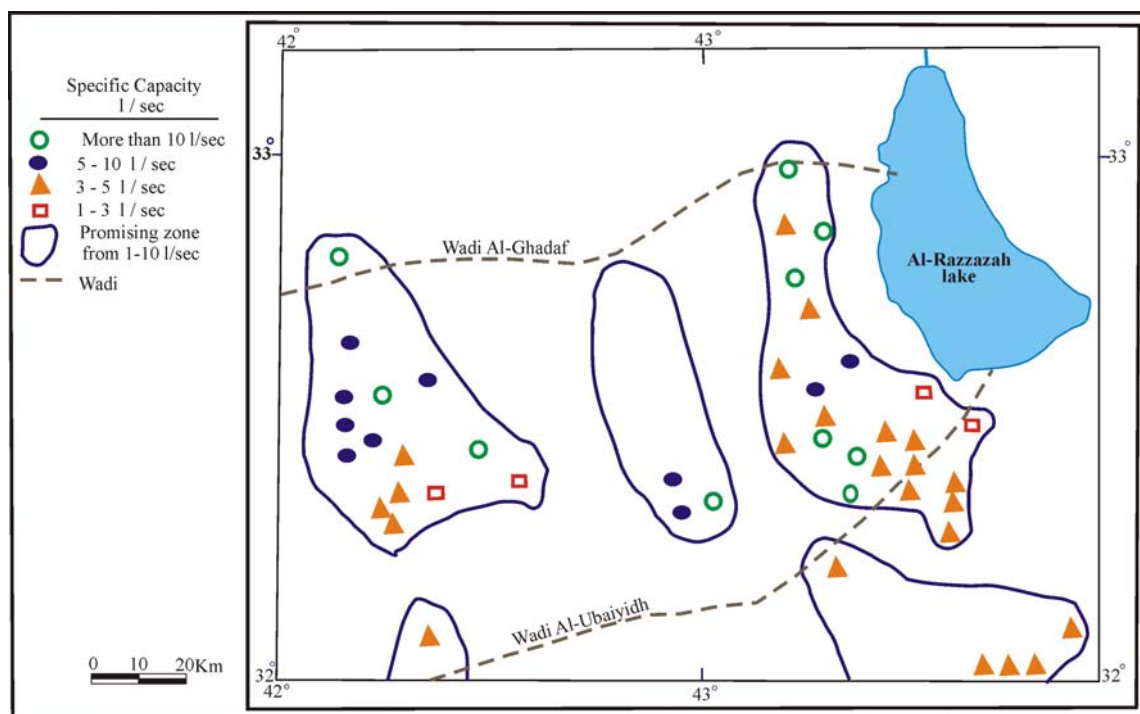 Specific Capacity
l / sec
More than 10 l/sec
5 - 10 l/sec
3 - 5 l/sec
1 - 3 l/sec
Promising zone
from 1-10 l/sec
Wadi
0 10 20Km
42°
43°
33°
33°
Wadi Al-Ghadaf
Al-Razzazah
lake
Wadi Al-Ubaiyidh
32°
32°
42°
43°